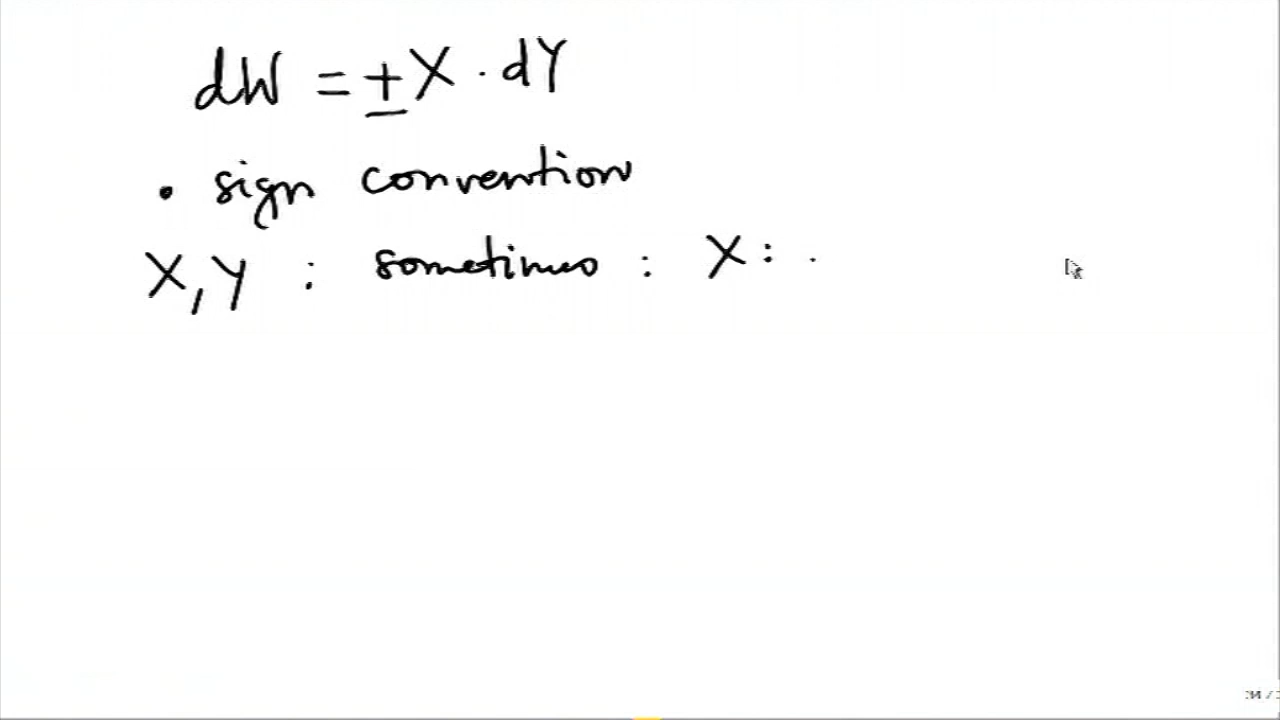 dW = ± X · dY
• sign convention
X, Y : sometimes : X : .